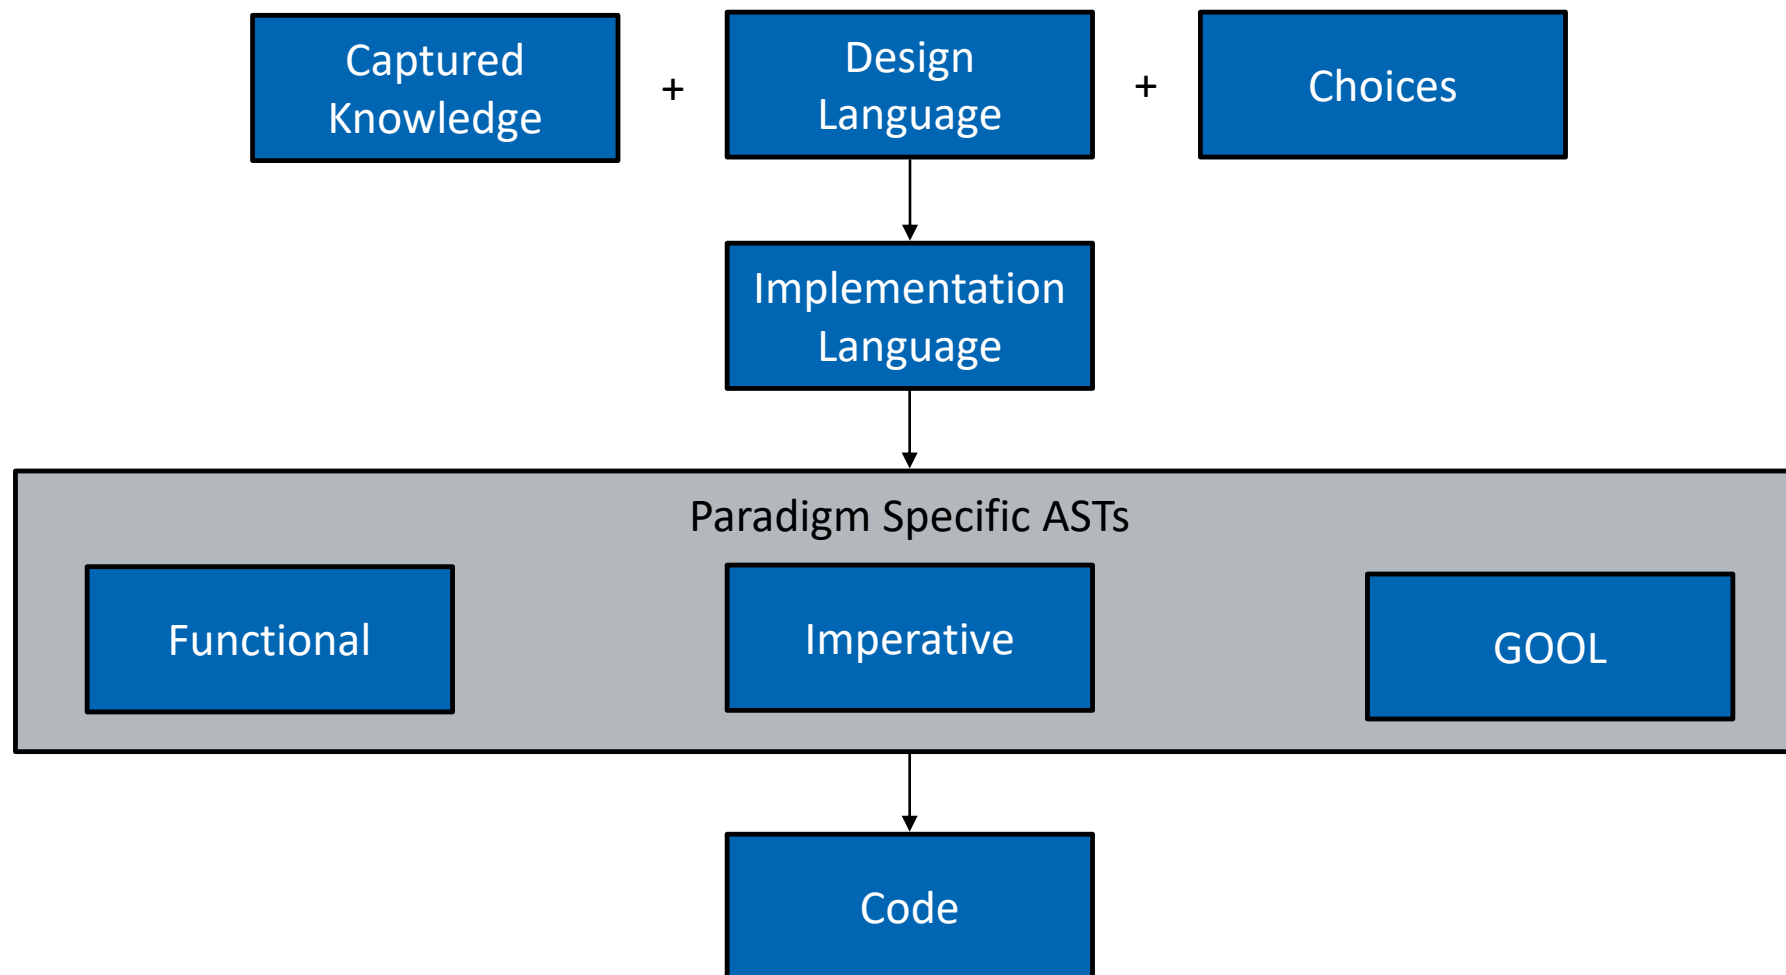 Captured
Knowledge
+
Design
Language
+
Choices
Implementation
Language
Paradigm Specific ASTs
Functional
Imperative
GOOL
Code